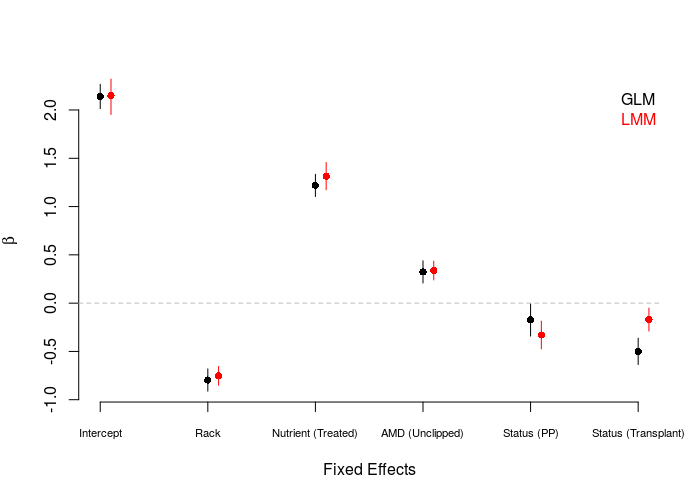 GLM
LMM
2.0
1.5
1.0
0.5
0.0
-0.5
-1.0
β
Intercept Rack Nutrient (Treated) AMD (Unclipped) Status (PP) Status (Transplant)
Fixed Effects